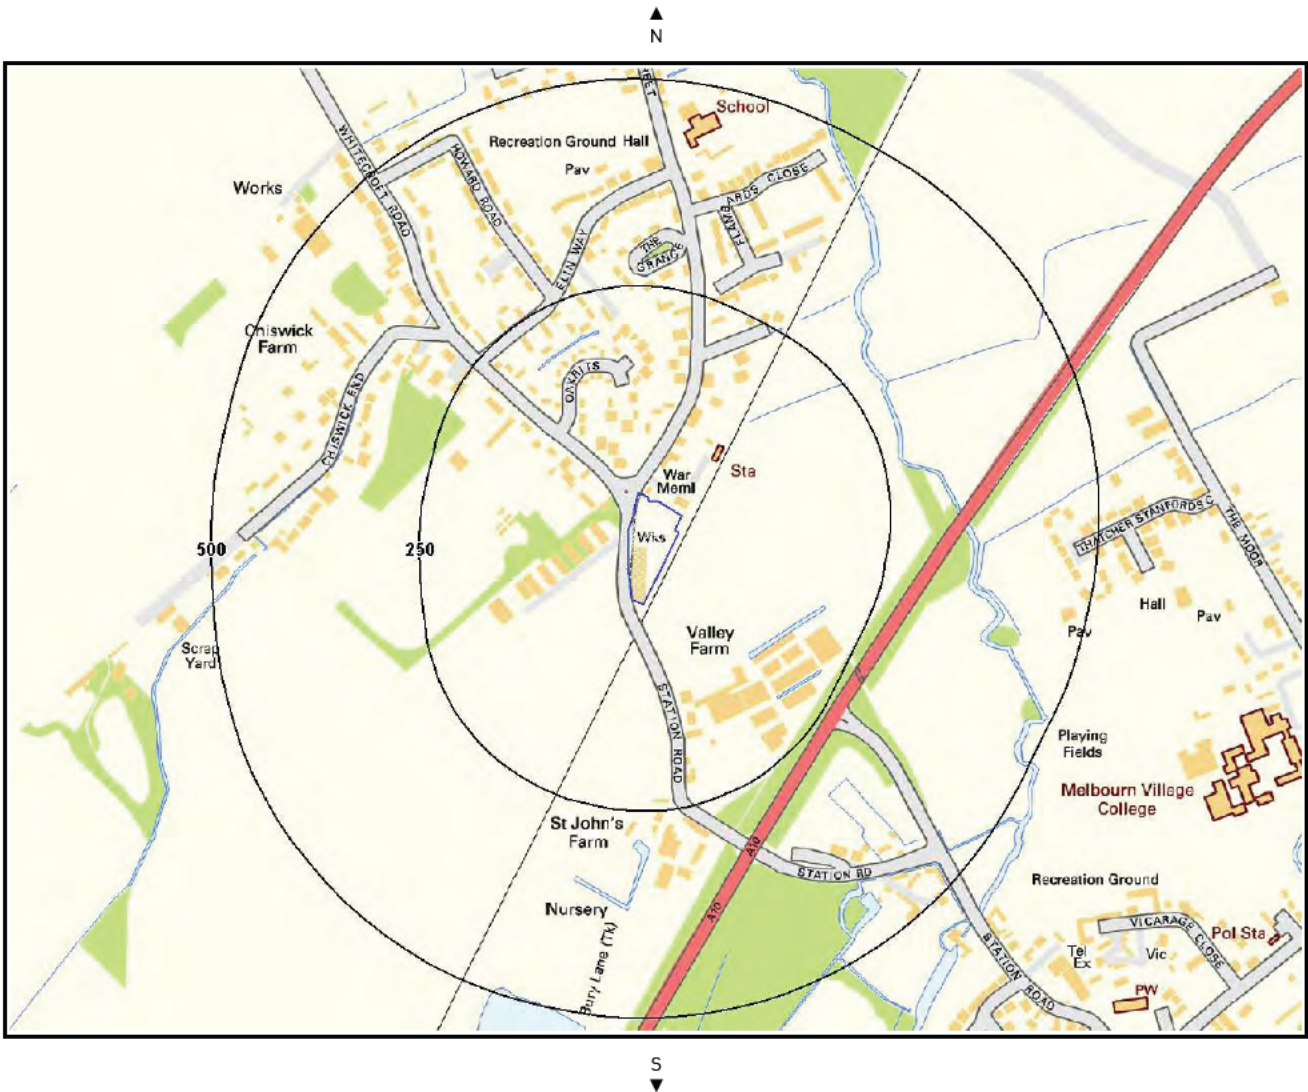 N
School
Recreation Ground Hall
Pav
WHITECROFT ROAD
HOWARD ROAD
Works
ARDS CLOSE
FLAMB
THE
GRANGE
ELIN WAY
Chiswick
Farm
CHISWICK END
OAKRITS
War
Meml
Sta
Wks
500
250
THATCHER STANFORDS C
THE MOOR
Hall
Pav
Pav
Valley
Farm
Scrap
Yard
STATION ROAD
Playing
Fields
Melbourn Village
College
St John's
Farm
A10
STATION RD
Recreation Ground
Nursery
A10
Bury Lane (Tk)
VICARAGE CLOSE
Pol Sta
Tel
Ex
Vic
STATION ROAD
PW
S